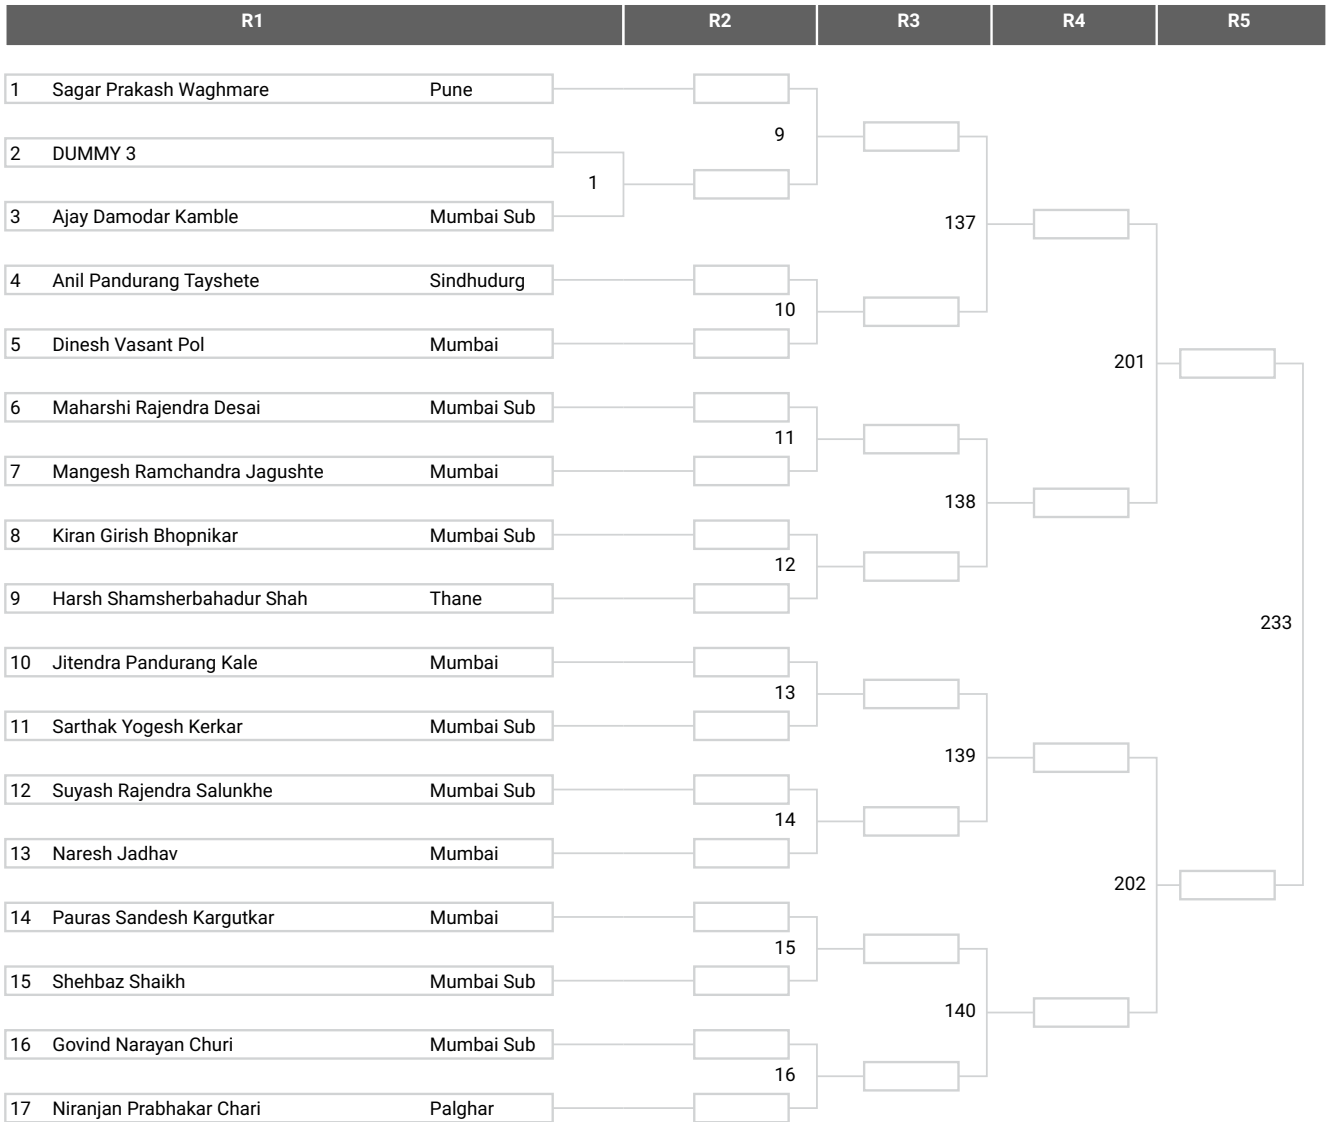 R1 R2 R3 R4 R5
1 Sagar Prakash Waghmare Pune
9
2 DUMMY 3
1
3 Ajay Damodar Kamble Mumbai Sub
137
4 Anil Pandurang Tayshete Sindhudurg
10
5 Dinesh Vasant Pol Mumbai
201
6 Maharshi Rajendra Desai Mumbai Sub
11
7 Mangesh Ramchandra Jagushte Mumbai
138
8 Kiran Girish Bhopnikar Mumbai Sub
12
9 Harsh Shamsherbahadur Shah Thane
233
10 Jitendra Pandurang Kale Mumbai
13
11 Sarthak Yogesh Kerkar Mumbai Sub
139
12 Suyash Rajendra Salunkhe Mumbai Sub
14
13 Naresh Jadhav Mumbai
202
14 Pauras Sandesh Kargutkar Mumbai
15
15 Shehbaz Shaikh Mumbai Sub
140
16 Govind Narayan Churi Mumbai Sub
16
17 Niranjan Prabhakar Chari Palghar